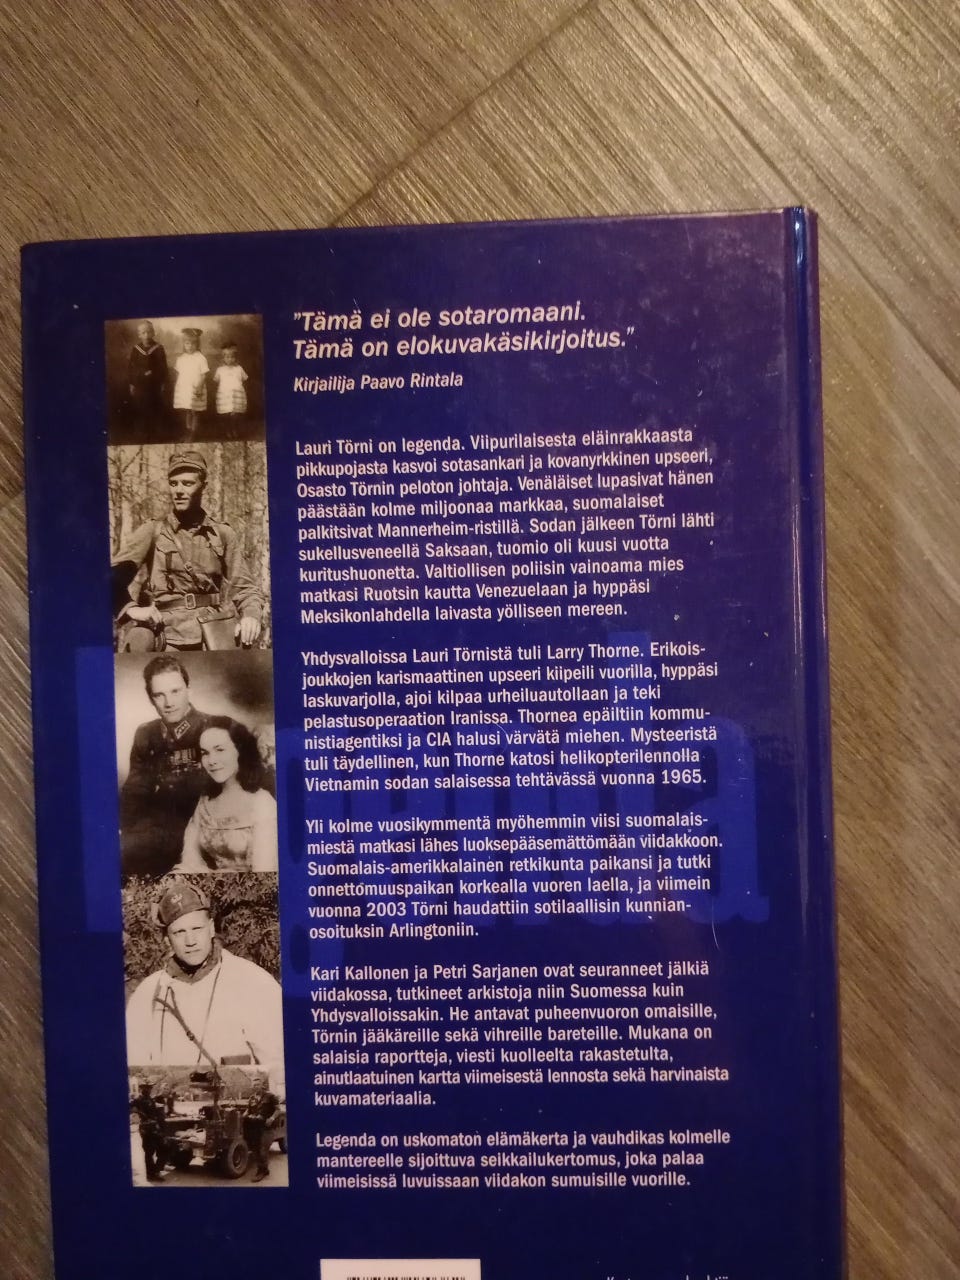 "Tämä ei ole sotaromaani.
Tämä on elokuvakäsikirjoitus."
Kirjailija Paavo Rintala
Lauri Törni on legenda. Viipurilaisesta eläinrakkaasta
pikkupojasta kasvoi sotasankari ja kovanyrkkinen upseeri,
Osasto Törnin peloton johtaja. Venäläiset lupasivat hänen
päästään kolme miljoonaa markkaa, suomalaiset
palkitsivat Mannerheim-ristillä. Sodan jälkeen Törni lähti
sukellusveneellä Saksaan, tuomio oli kuusi vuotta
kuritushuonetta. Valtiollisen poliisin vainoama mies
matkasi Ruotsin kautta Venezuelaan ja hyppäsi
Meksikonlahdella laivasta yölliseen mereen.
Yhdysvalloissa Lauri Törnistä tuli Larry Thorne. Erikois-
joukkojen karismaattinen upseeri kiipeili vuorilla, hyppäsi
laskuvarjolla, ajoi kilpaa urheiluautollaan ja teki
pelastusoperaation Iranissa. Thornea epäiltiin kommu-
nistiagentiksi ja CIA halusi värvätä miehen. Mysteeristä
tuli täydellinen, kun Thorne katosi helikopterilennolla
Vietnamin sodan salaisessa tehtävässä vuonna 1965.
Yli kolme vuosikymmentä myöhemmin viisi suomalais-
miestä matkasi lähes luoksepääsemättömään viidakkoon.
Suomalais-amerikkalainen retkikunta paikansi ja tutki
onnettomuuspaikan korkealla vuoren laella, ja viimein
vuonna 2003 Törni haudattiin sotilaallisin kunnian-
osoituksin Arlingtoniin.
Kari Kallonen ja Petri Sarjanen ovat seuranneet jälkiä
viidakossa, tutkineet arkistoja niin Suomessa kuin
Yhdysvalloissakin. He antavat puheenvuoron omaisille,
Törnin jääkäreille sekä vihreille bareteille. Mukana on
salaisia raportteja, viesti kuolleelta rakastetulta,
ainutlaatuinen kartta viimeisestä lennosta sekä harvinaista
kuvamateriaalia.
Legenda on uskomaton elämäkerta ja vauhdikas kolmelle
mantereelle sijoittuva seikkailukertomus, joka palaa
viimeisissä luvuissaan viidakon sumuisille vuorille.